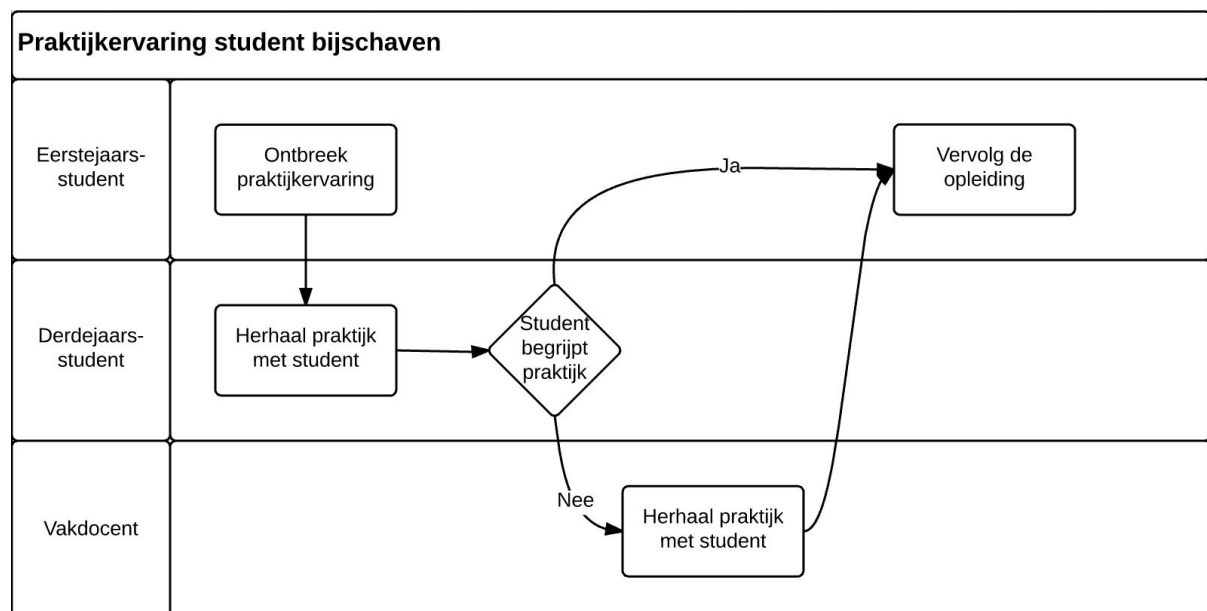 Praktijkervaring student bijschaven
Eerstejaars-
student
Ontbreek
praktijkervaring
Ja
Vervolg de
opleiding
Derdejaars-
student
Herhaal praktijk
met student
Student
begrijpt
praktijk
Vakdocent
Nee
Herhaal praktijk
met student